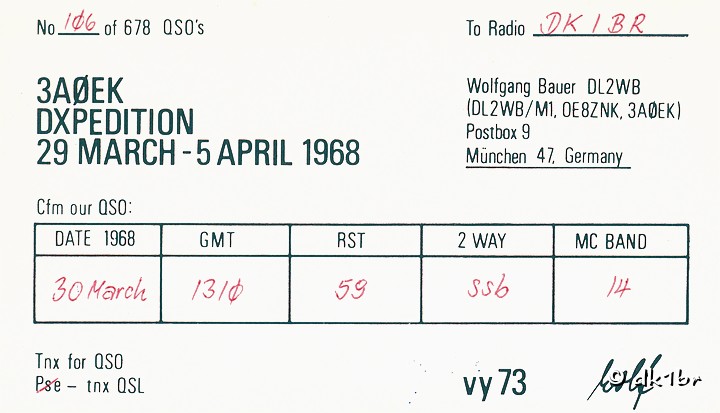 No 1Ø6 of 678 QSO's
To Radio DK1BR
3AØEK
DXPEDITION
29 MARCH - 5 APRIL 1968
Wolfgang Bauer DL2WB
(DL2WB/M1, OE8ZNK, 3AØEK)
Postbox 9
München 47, Germany
Cfm our QSO:
DATE 1968 GMT RST 2 WAY MC BAND
30 March 131Ø 59 ssb 14
Tnx for QSO
Pse - tnx QSL
vy 73
© dk1br